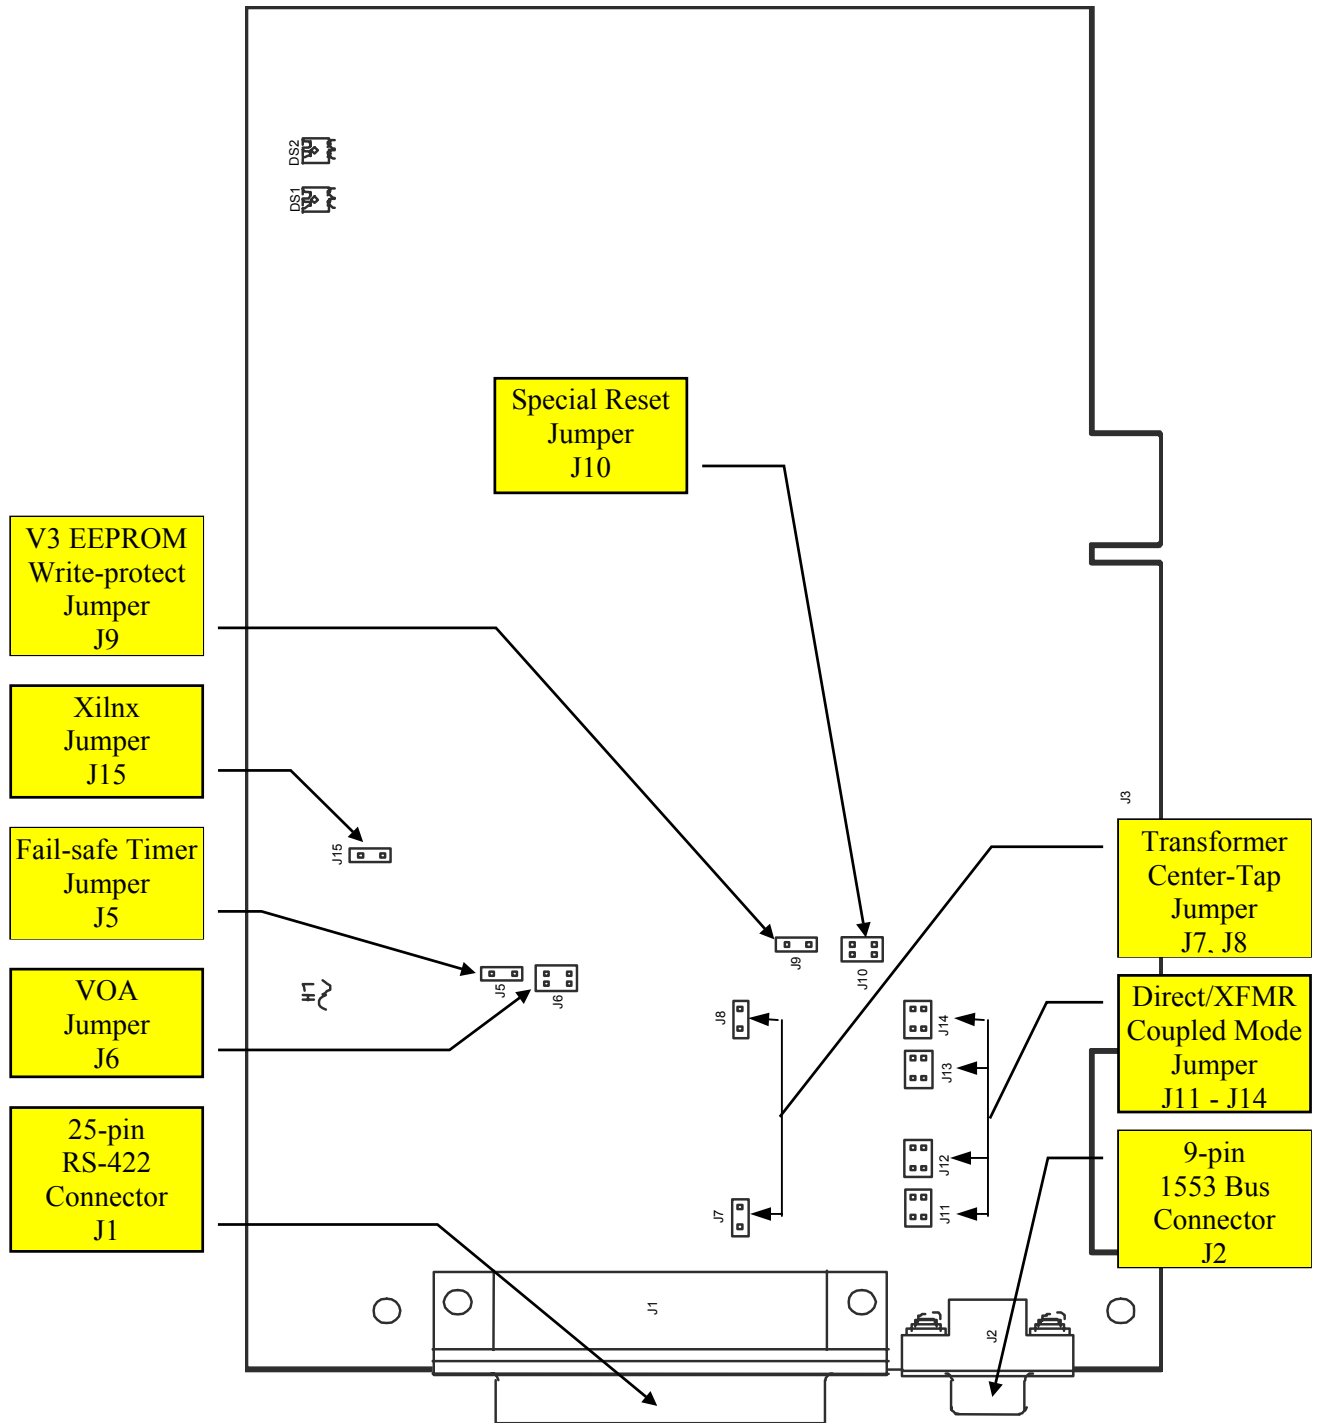 DS2
DS1
Special Reset
Jumper
J10
V3 EEPROM
Write-protect
Jumper
J9
Xilnx
Jumper
J15
Fail-safe Timer
Jumper
J5
VOA
Jumper
J6
25-pin
RS-422
Connector
J1
J3
Transformer
Center-Tap
Jumper
J7, J8
Direct/XFMR
Coupled Mode
Jumper
J11 - J14
9-pin
1553 Bus
Connector
J2
J15
J5
J6
J9
J10
J8
J7
J14
J13
J12
J11
J1
J2